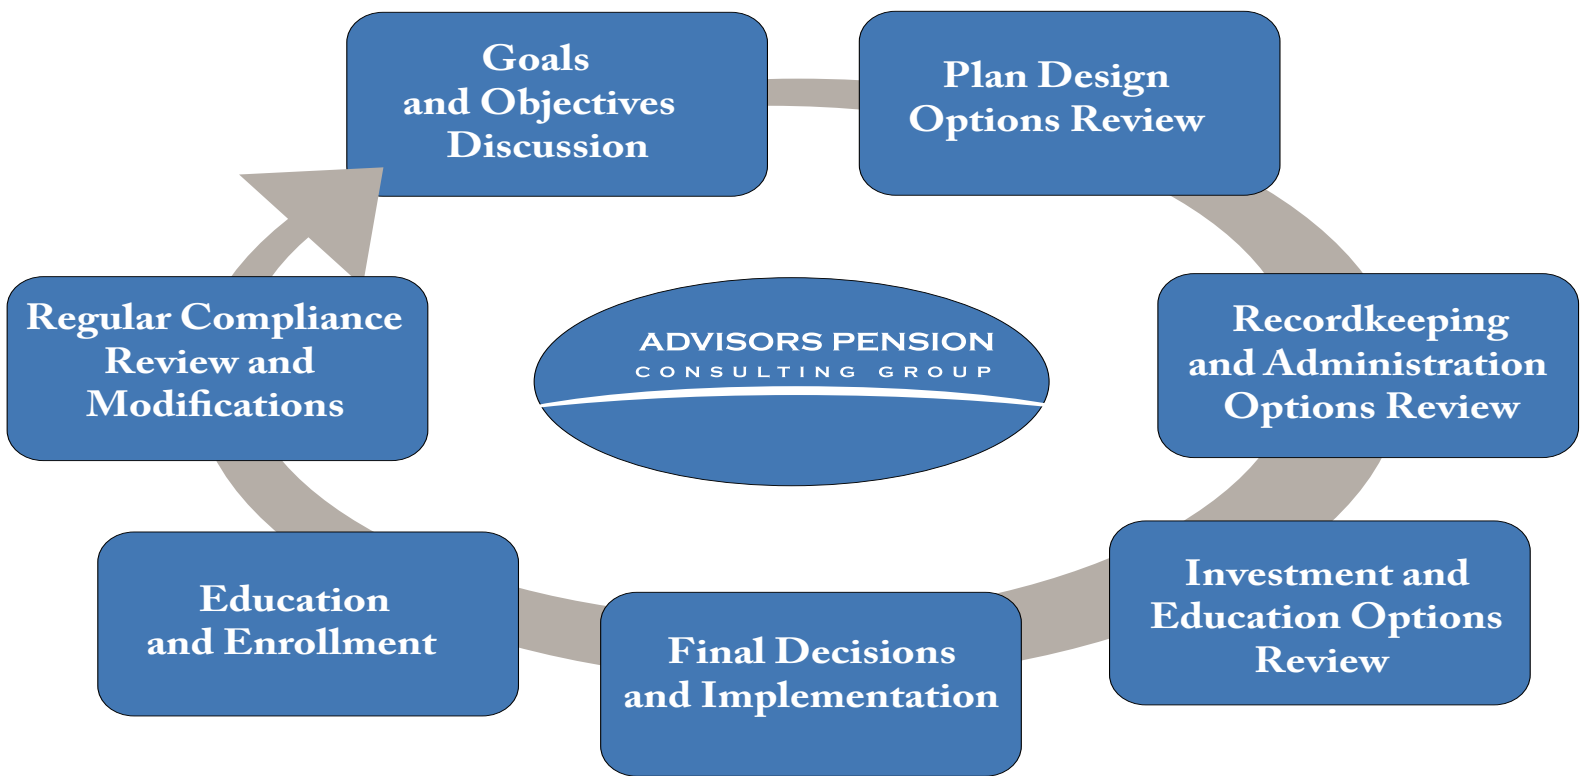 Goals
and Objectives
Discussion
Plan Design
Options Review
Recordkeeping
and Administration
Options Review
Investment and
Education Options
Review
Final Decisions
and Implementation
Education
and Enrollment
Regular Compliance
Review and
Modifications
ADVISORS PENSION
CONSULTING GROUP